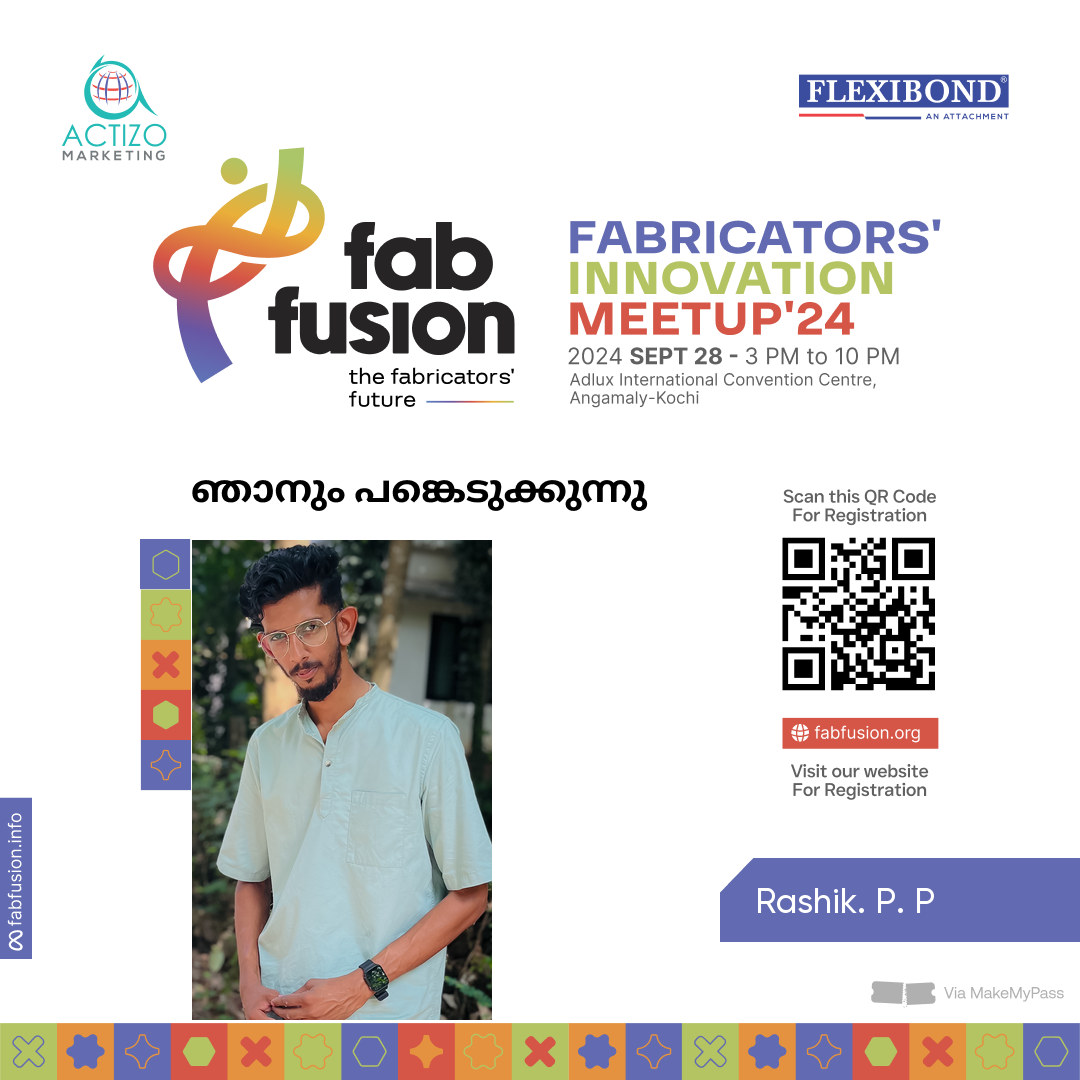 ACTIZO
MARKETING
FLEXIBOND®
AN ATTACHMENT
fab
fusion
the fabricators'
future
FABRICATORS'
INNOVATION
MEETUP'24
2024 SEPT 28 - 3 PM to 10 PM
Adlux International Convention Centre,
Angamaly-Kochi
ഞാനും പങ്കെടുക്കുന്നു
Scan this QR Code
For Registration
fabfusion.org
Visit our website
For Registration
fabfusion.info
Rashik. P. P
Via MakeMyPass